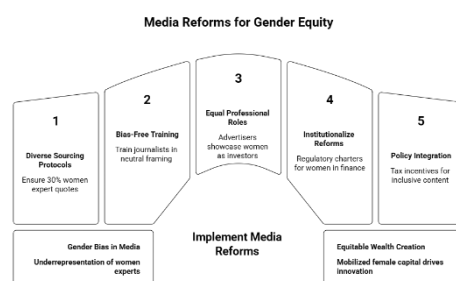 Media Reforms for Gender Equity
1
Diverse Sourcing
Protocols
Ensure 30% women
expert quotes
2
Bias-Free Training
Train journalists in
neutral framing
3
Equal Professional
Roles
Advertisers
showcase women
as investors
4
Institutionalize
Reforms
Regulatory charters
for women in finance
5
Policy Integration
Tax incentives for
inclusive content
Gender Bias in Media
Underrepresentation of women
experts
Implement Media
Reforms
Equitable Wealth Creation
Mobilized female capital drives
innovation